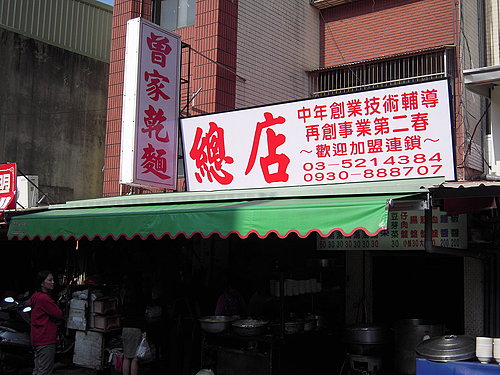 曾家乾麵
總店
中年創業技術輔導
再創事業第二春
～歡迎加盟連鎖～
03-5214384
0930-888707